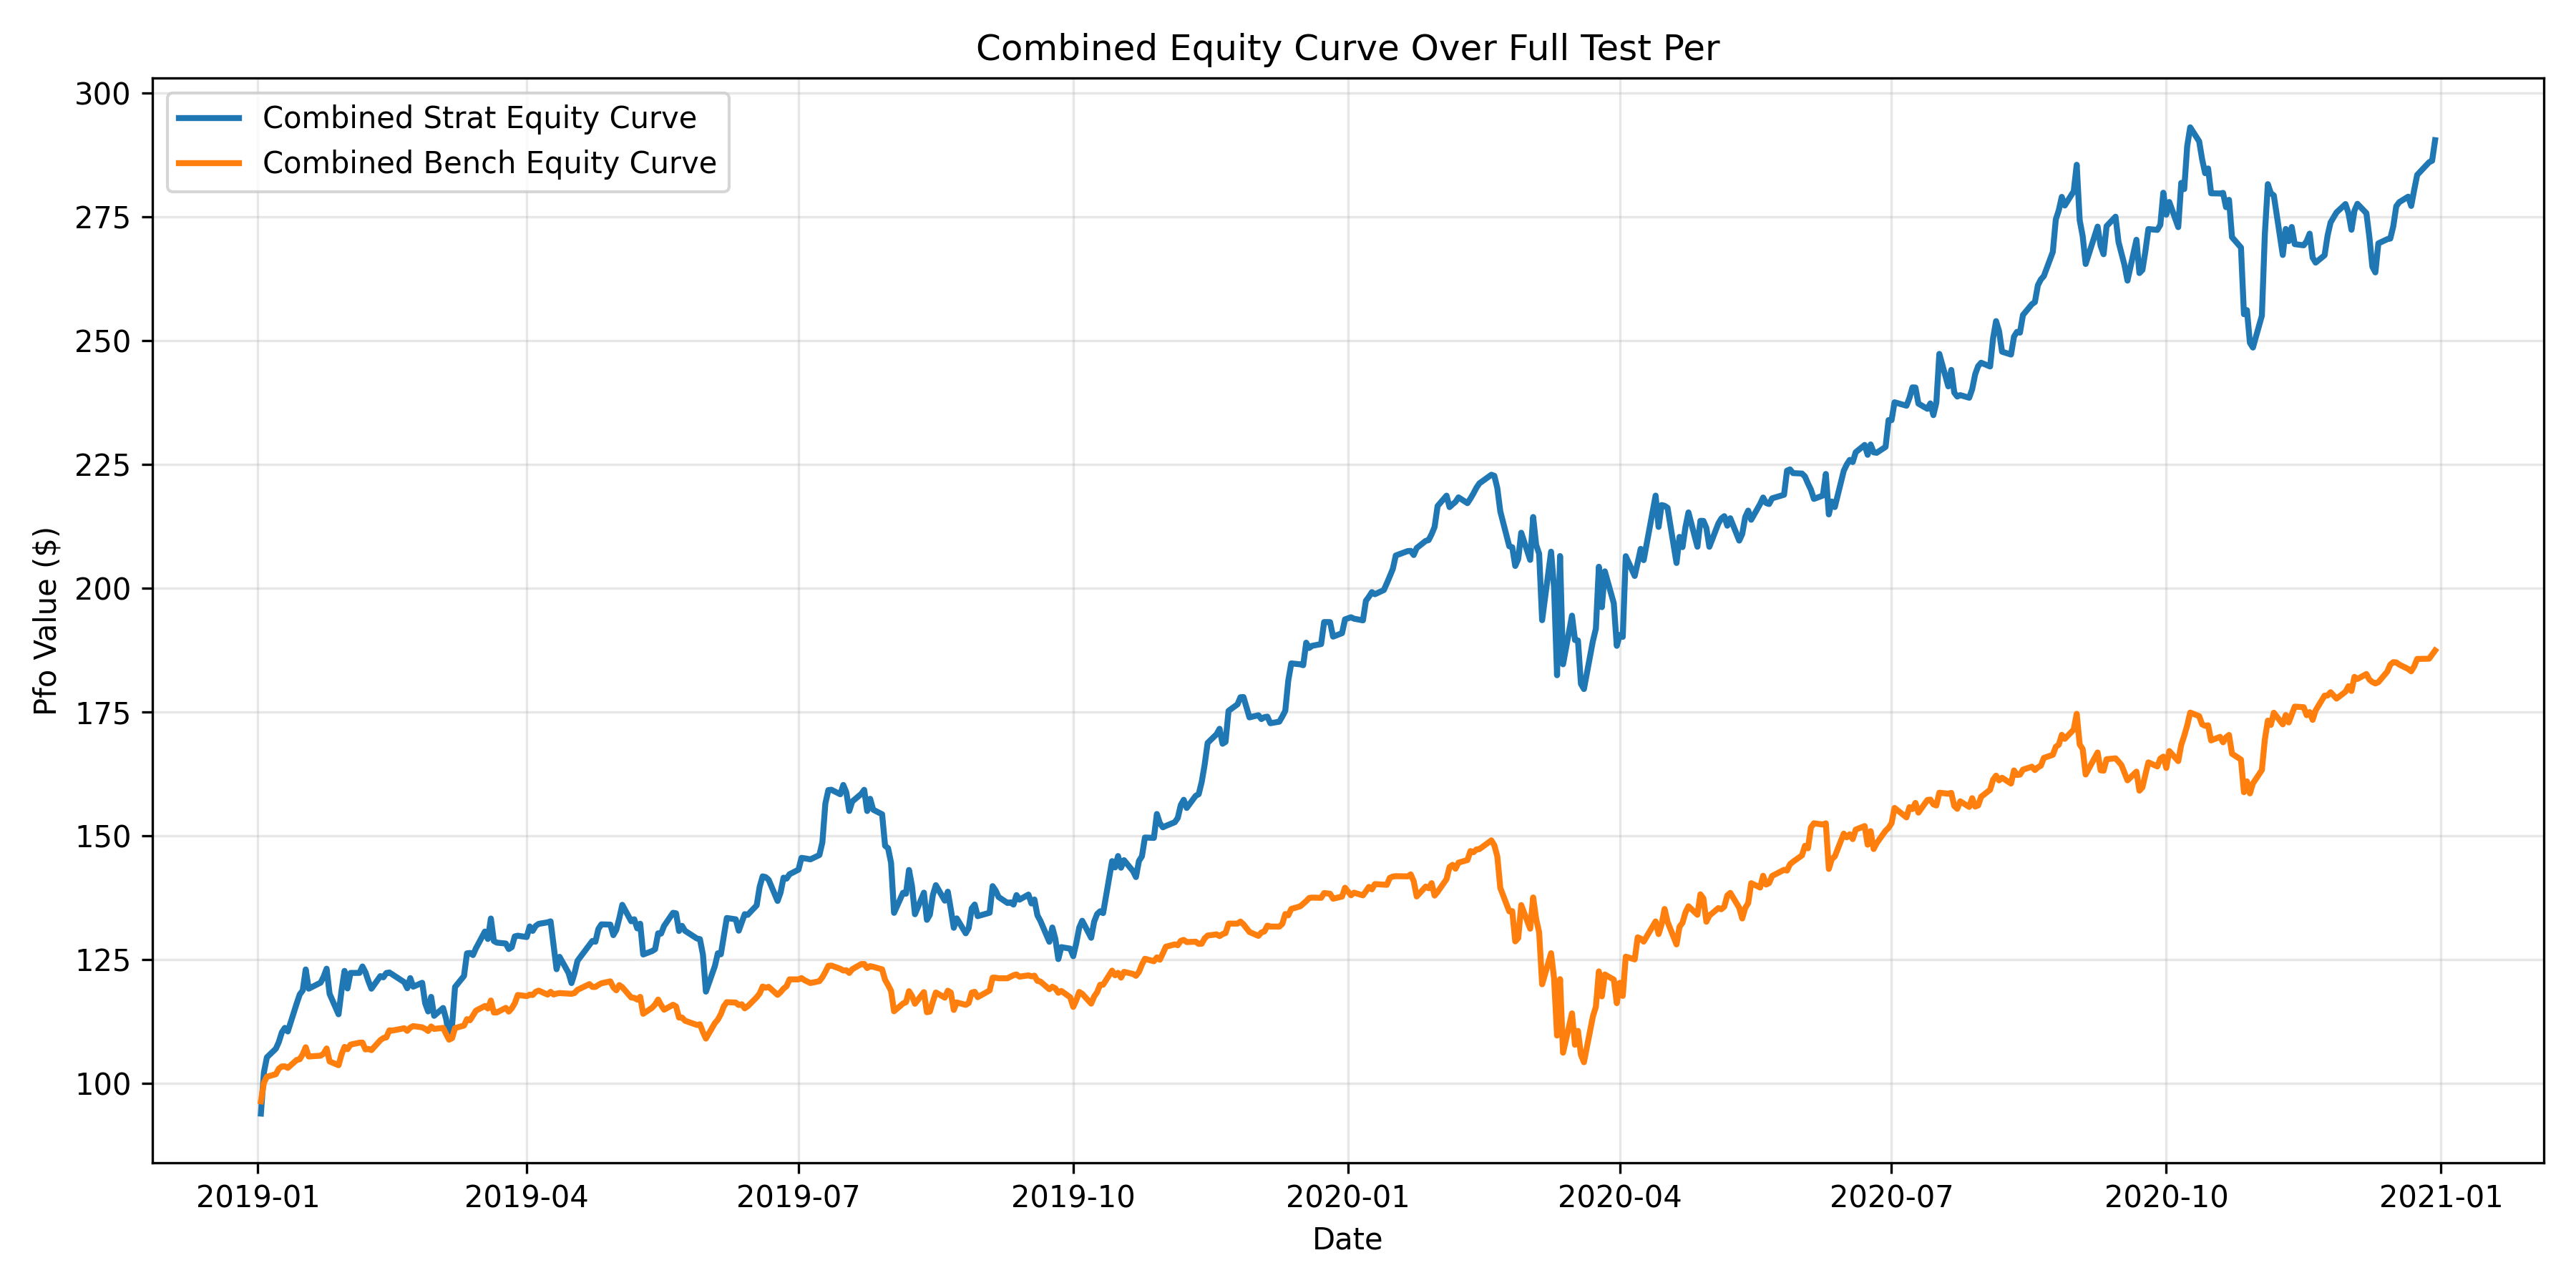 Combined Equity Curve Over Full Test Per
Combined Strat Equity Curve
Combined Bench Equity Curve
Pfo Value ($)
300
275
250
225
200
175
150
125
100
2019-01 2019-04 2019-07 2019-10 2020-01 2020-04 2020-07 2020-10 2021-01
Date